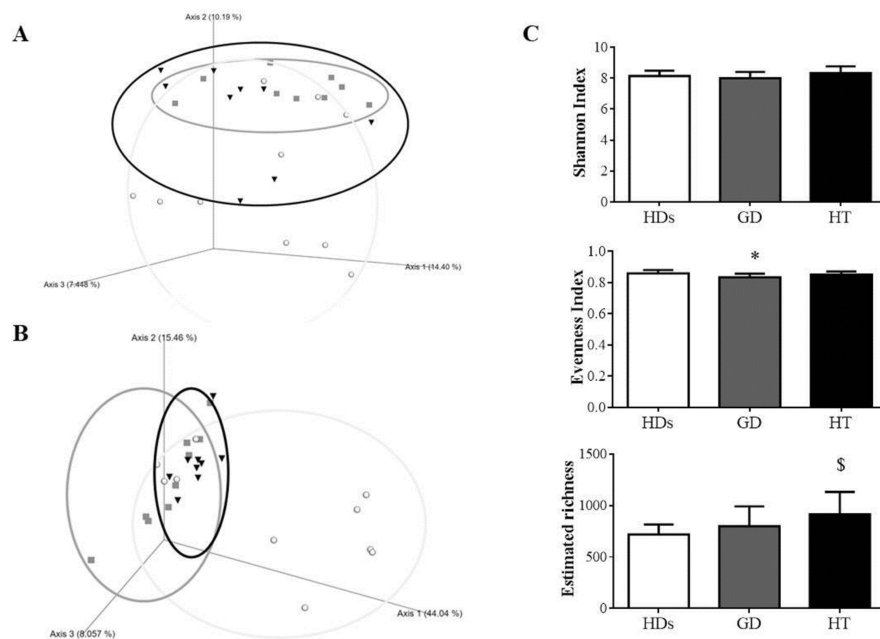 A
Axis 2 (10.19 %)
Axis 1 (14.40 %)
Axis 3 (7.448 %)
B
Axis 2 (15.46 %)
Axis 1 (44.04 %)
Axis 3 (8.057 %)
C
Shannon Index
10
8
6
4
2
0
HDs GD HT
Evenness Index
1.0
0.8
0.6
0.4
0.2
0.0
*
HDs GD HT
Estimated richness
1500
1000
500
0
$
HDs GD HT